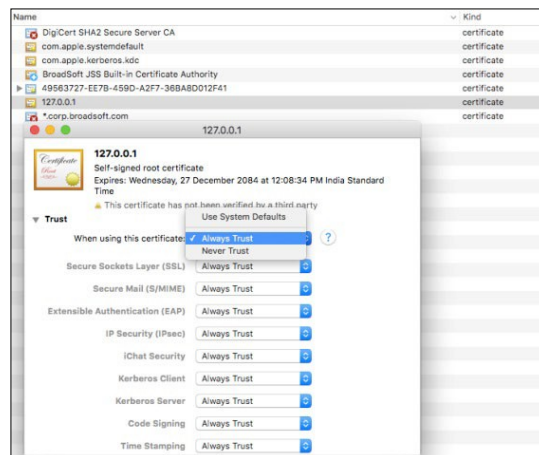 Name Kind
DigiCert SHA2 Secure Server CA certificate
com.apple.systemdefault certificate
com.apple.kerberos.kdc certificate
BroadSoft JSS Built-in Certificate Authority certificate
49563727-EE7B-459D-A2F7-36BA8D012F41 certificate
127.0.0.1 certificate
*.corp.broadsoft.com certificate
127.0.0.1
Certificate
Root
127.0.0.1
Self-signed root certificate
Expires: Wednesday, 27 December 2084 at 12:08:34 PM India Standard
Time
This certificate has not been verified by a third party
Trust
Use System Defaults
When using this certificate: ✓ Always Trust ?
Never Trust
Secure Sockets Layer (SSL) Always Trust
Secure Mail (S/MIME) Always Trust
Extensible Authentication (EAP) Always Trust
IP Security (IPsec) Always Trust
iChat Security Always Trust
Kerberos Client Always Trust
Kerberos Server Always Trust
Code Signing Always Trust
Time Stamping Always Trust